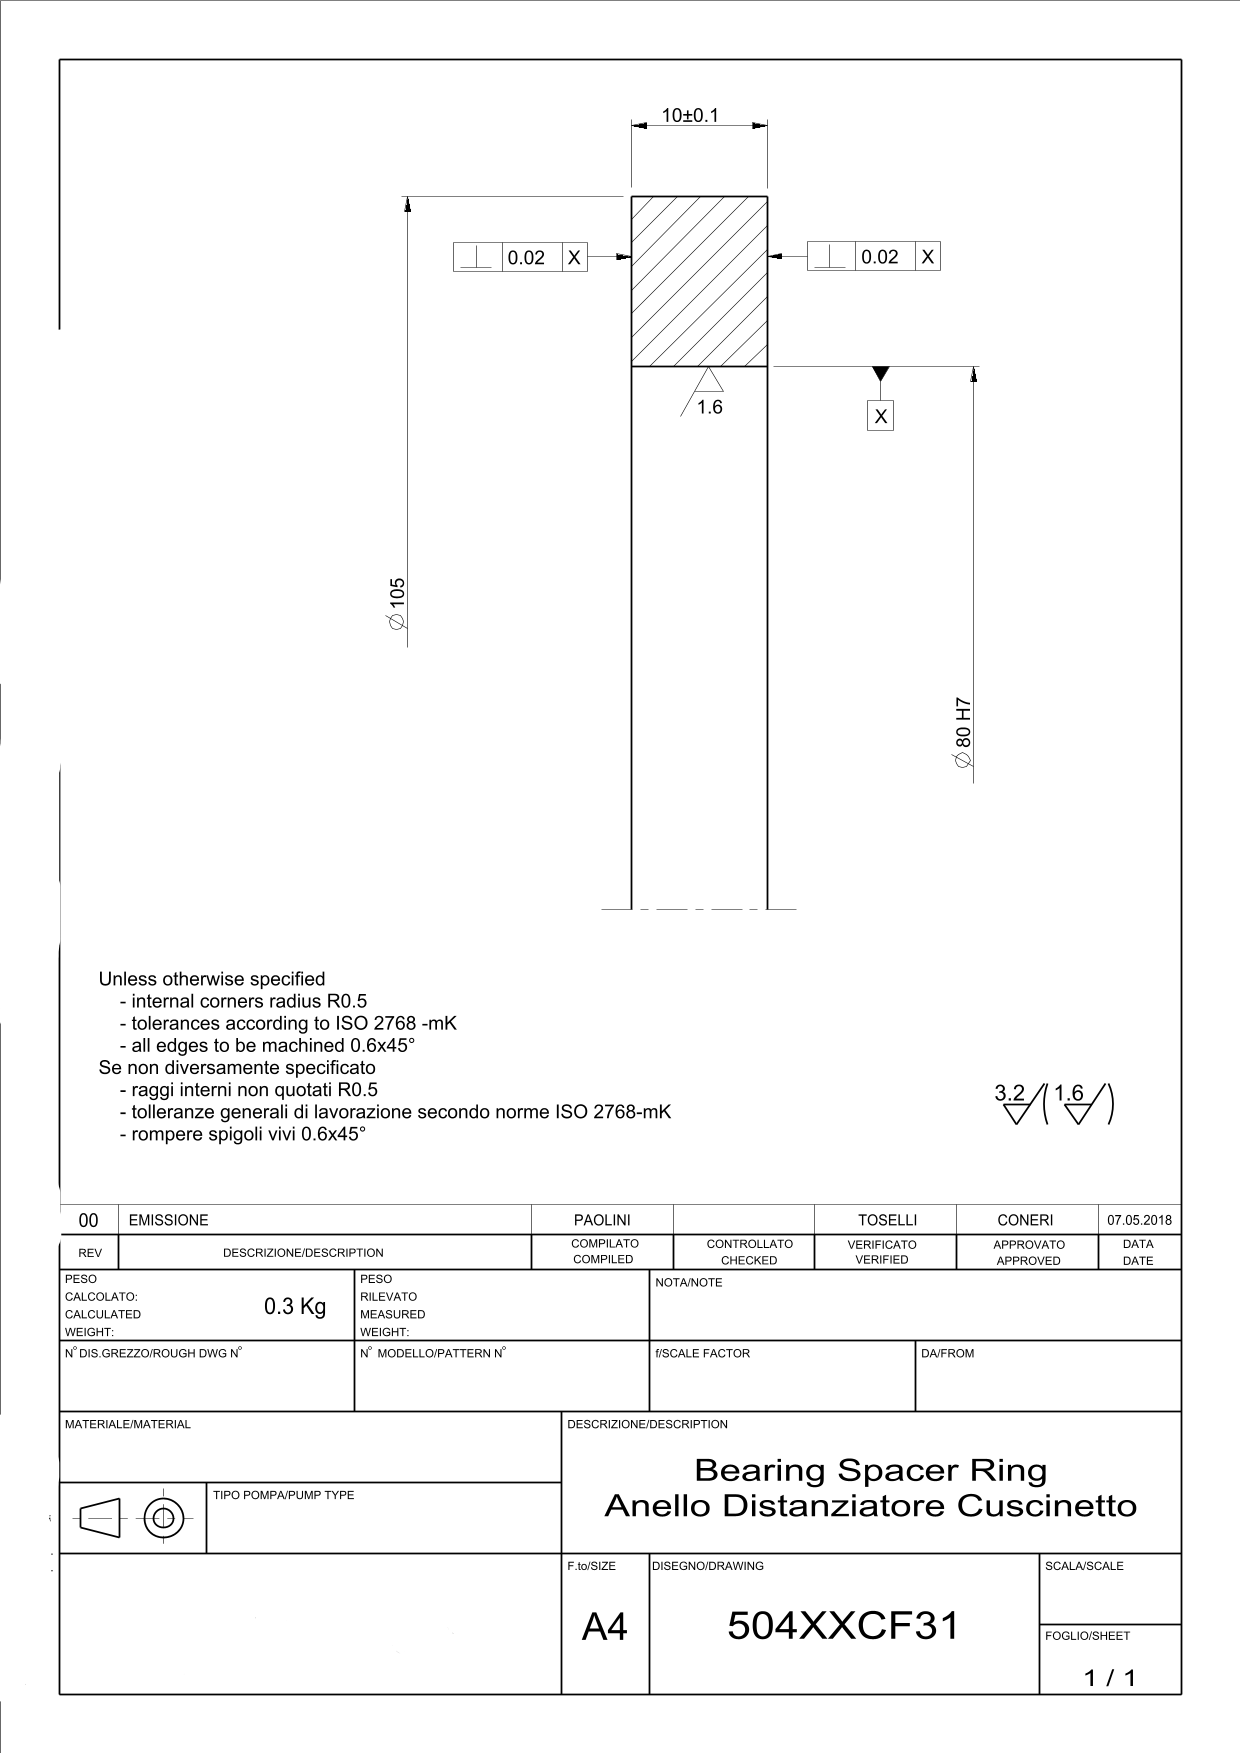 10±0.1
⊥ 0.02 X
⊥ 0.02 X
1.6
X
⌀ 105
⌀ 80 H7
Unless otherwise specified
- internal corners radius R0.5
- tolerances according to ISO 2768 -mK
- all edges to be machined 0.6x45°
Se non diversamente specificato
- raggi interni non quotati R0.5
- tolleranze generali di lavorazione secondo norme ISO 2768-mK
- rompere spigoli vivi 0.6x45°
3.2 ( 1.6 )
00 EMISSIONE PAOLINI TOSELLI CONERI 07.05.2018
REV DESCRIZIONE/DESCRIPTION
COMPILATO
COMPILED
CONTROLLATO
CHECKED
VERIFICATO
VERIFIED
APPROVATO
APPROVED
DATA
DATE
PESO
CALCOLATO:
CALCULATED
WEIGHT:
0.3 Kg
PESO
RILEVATO
MEASURED
WEIGHT:
NOTA/NOTE
N° DIS.GREZZO/ROUGH DWG N°
N° MODELLO/PATTERN N°
f/SCALE FACTOR
DA/FROM
MATERIALE/MATERIAL
DESCRIZIONE/DESCRIPTION
Bearing Spacer Ring
Anello Distanziatore Cuscinetto
TIPO POMPA/PUMP TYPE
F.to/SIZE
A4
DISEGNO/DRAWING
504XXCF31
SCALA/SCALE
FOGLIO/SHEET
1 / 1